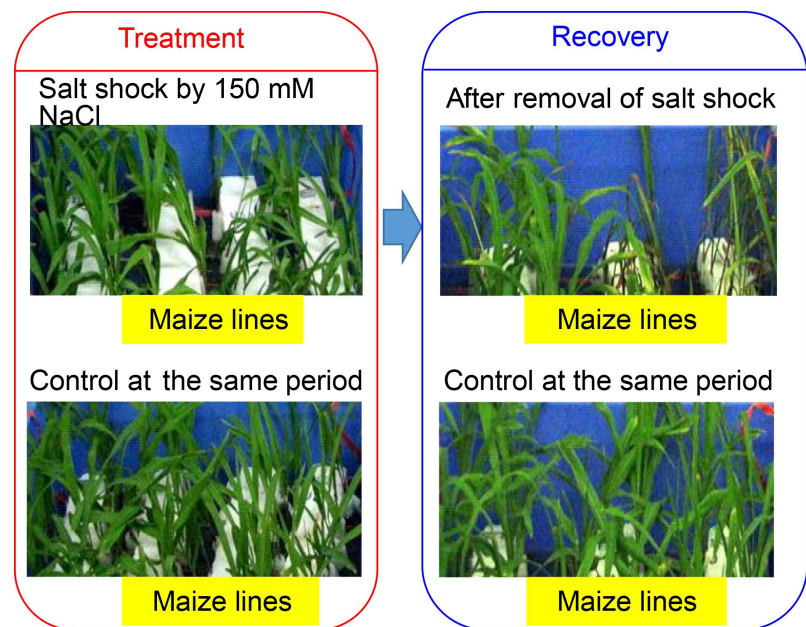 Treatment
Salt shock by 150 mM
NaCl
Maize lines
Control at the same period
Maize lines
Recovery
After removal of salt shock
Maize lines
Control at the same period
Maize lines